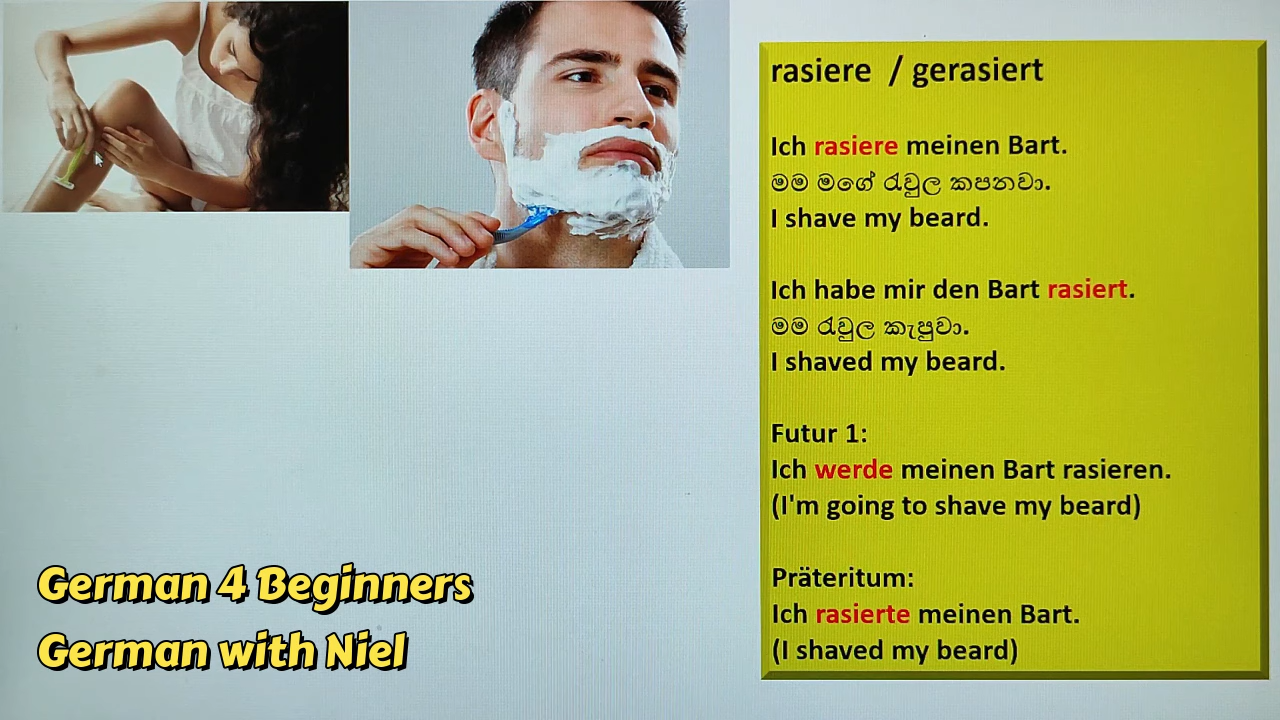 rasiere / gerasiert
Ich rasiere meinen Bart.
මම මගේ රැවුල කපනවා.
I shave my beard.
Ich habe mir den Bart rasiert.
මම රැවුල කැපුවා.
I shaved my beard.
Futur 1:
Ich werde meinen Bart rasieren.
(I'm going to shave my beard)
Präteritum:
Ich rasierte meinen Bart.
(I shaved my beard)
German 4 Beginners
German with Niel